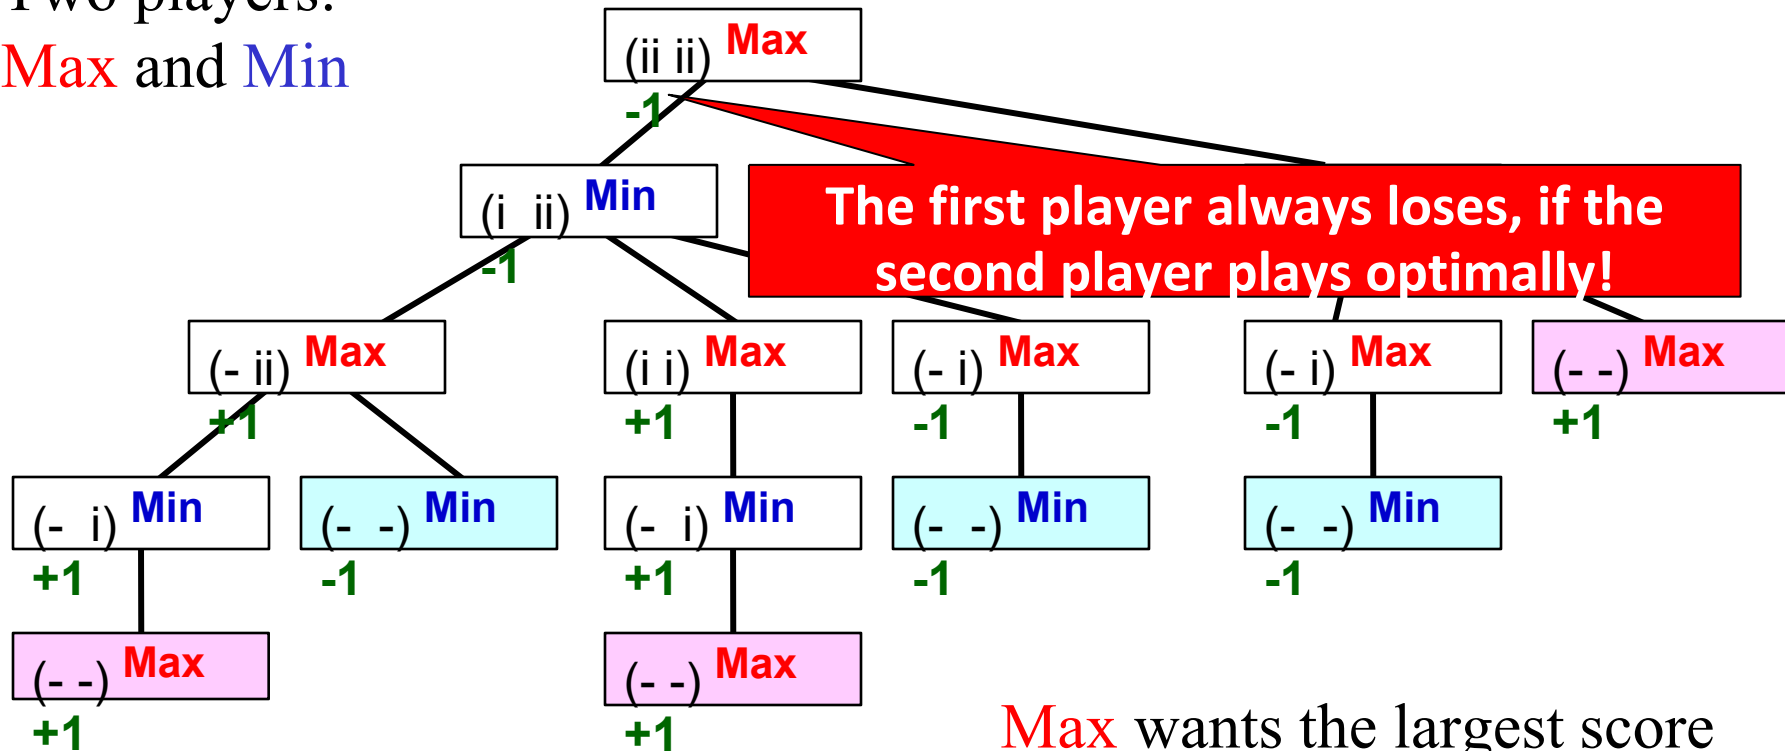 Two players:
Max and Min
(ii ii) Max
-1
(i ii) Min
-1
The first player always loses, if the
second player plays optimally!
(- ii) Max
+1
(i i) Max
+1
(- i) Max
-1
(- i) Max
-1
(- -) Max
+1
(- i) Min
+1
(- -) Min
-1
(- i) Min
+1
(- -) Min
-1
(- -) Min
-1
(- -) Max
+1
(- -) Max
+1
Max wants the largest score